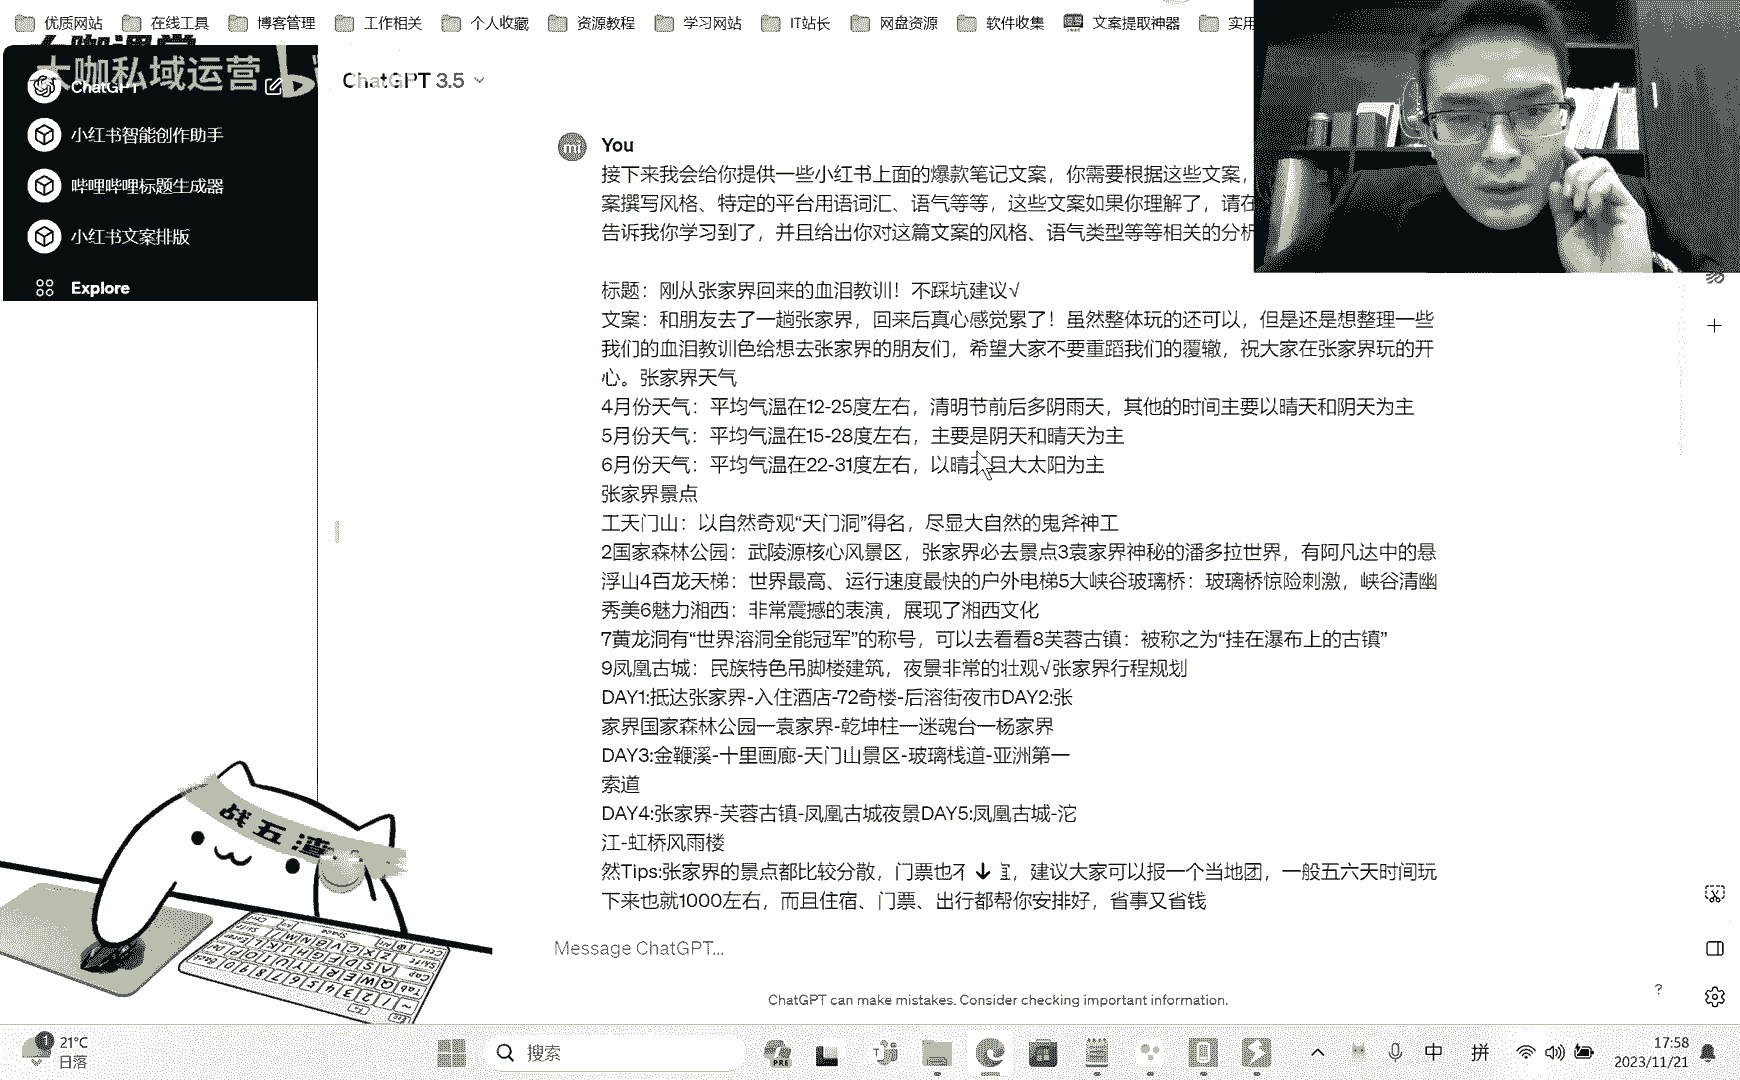 优质网站 在线工具 博客管理 工作相关 个人收藏 资源教程 学习网站 IT站长 网盘资源 软件收集 文案提取神器 实用
大咖私域运营
ChatGPT
ChatGPT 3.5
小红书智能创作助手
哔哩哔哩标题生成器
小红书文案排版
Explore
You
接下来我会给你提供一些小红书上面的爆款笔记文案，你需要根据这些文案，
案撰写风格、特定的平台用语词汇、语气等等，这些文案如果你理解了，请在
告诉我你学习到了，并且给出你对这篇文案的风格、语气类型等等相关的分析
标题：刚从张家界回来的血泪教训！不踩坑建议√
文案：和朋友去了一趟张家界，回来后真心感觉累了！虽然整体玩的还可以，但是还是想整理一些
我们的血泪教训色给想去张家界的朋友们，希望大家不要重蹈我们的覆辙，祝大家在张家界玩的开
心。张家界天气
4月份天气：平均气温在12-25度左右，清明节前后多阴雨天，其他的时间主要以晴天和阴天为主
5月份天气：平均气温在15-28度左右，主要是阴天和晴天为主
6月份天气：平均气温在22-31度左右，以晴天且大太阳为主
张家界景点
工天门山：以自然奇观“天门洞”得名，尽显大自然的鬼斧神工
2国家森林公园：武陵源核心风景区，张家界必去景点3袁家界神秘的潘多拉世界，有阿凡达中的悬
浮山4百龙天梯：世界最高、运行速度最快的户外电梯5大峡谷玻璃桥：玻璃桥惊险刺激，峡谷清幽
秀美6魅力湘西：非常震撼的表演，展现了湘西文化
7黄龙洞有“世界溶洞全能冠军”的称号，可以去看看8芙蓉古镇：被称之为“挂在瀑布上的古镇”
9凤凰古城：民族特色吊脚楼建筑，夜景非常的壮观√张家界行程规划
DAY1:抵达张家界-入住酒店-72奇楼-后溶街夜市DAY2:张
家界国家森林公园一袁家界-乾坤柱一迷魂台一杨家界
DAY3:金鞭溪-十里画廊-天门山景区-玻璃栈道-亚洲第一
索道
DAY4:张家界-芙蓉古镇-凤凰古城夜景DAY5:凤凰古城-沱
江-虹桥风雨楼
然Tips:张家界的景点都比较分散，门票也不 宜，建议大家可以报一个当地团，一般五六天时间玩
下来也就1000左右，而且住宿、门票、出行都帮你安排好，省事又省钱
战五渣
Message ChatGPT...
ChatGPT can make mistakes. Consider checking important information.
?
1
21°C
日落
搜索
PRE
中
拼
17:58
2023/11/21